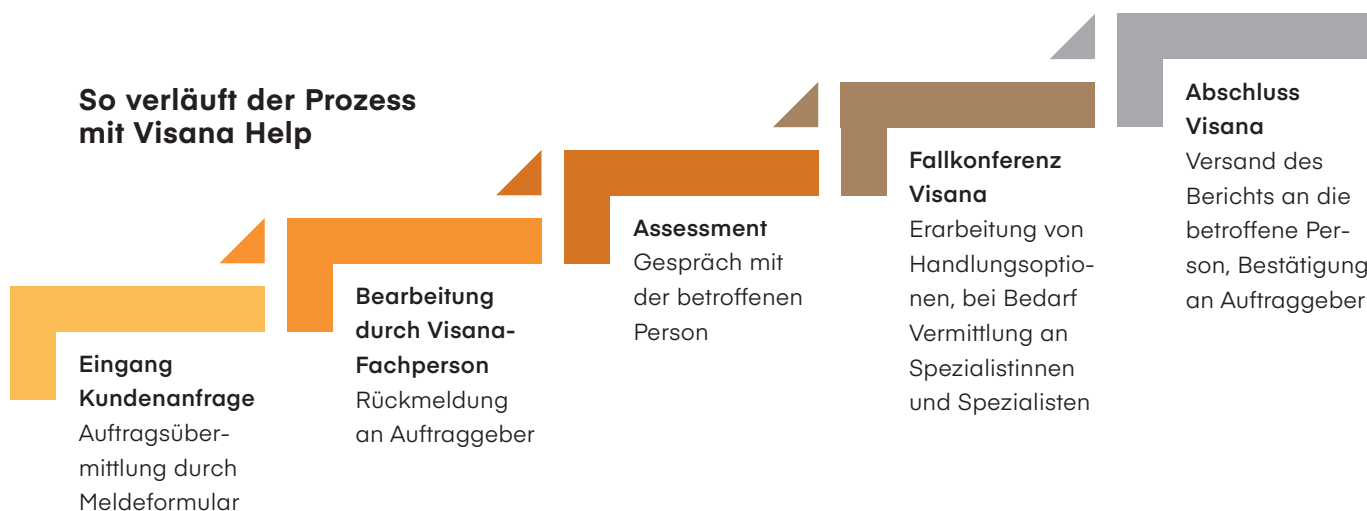 So verläuft der Prozess
mit Visana Help
Eingang
Kundenanfrage
Auftragsüber-
mittlung durch
Meldeformular
Bearbeitung
durch Visana-
Fachperson
Rückmeldung
an Auftraggeber
Assessment
Gespräch mit
der betroffenen
Person
Fallkonferenz
Visana
Erarbeitung von
Handlungsoptio-
nen, bei Bedarf
Vermittlung an
Spezialistinnen
und Spezialisten
Abschluss
Visana
Versand des
Berichts an die
betroffene Per-
son, Bestätigung
an Auftraggeber